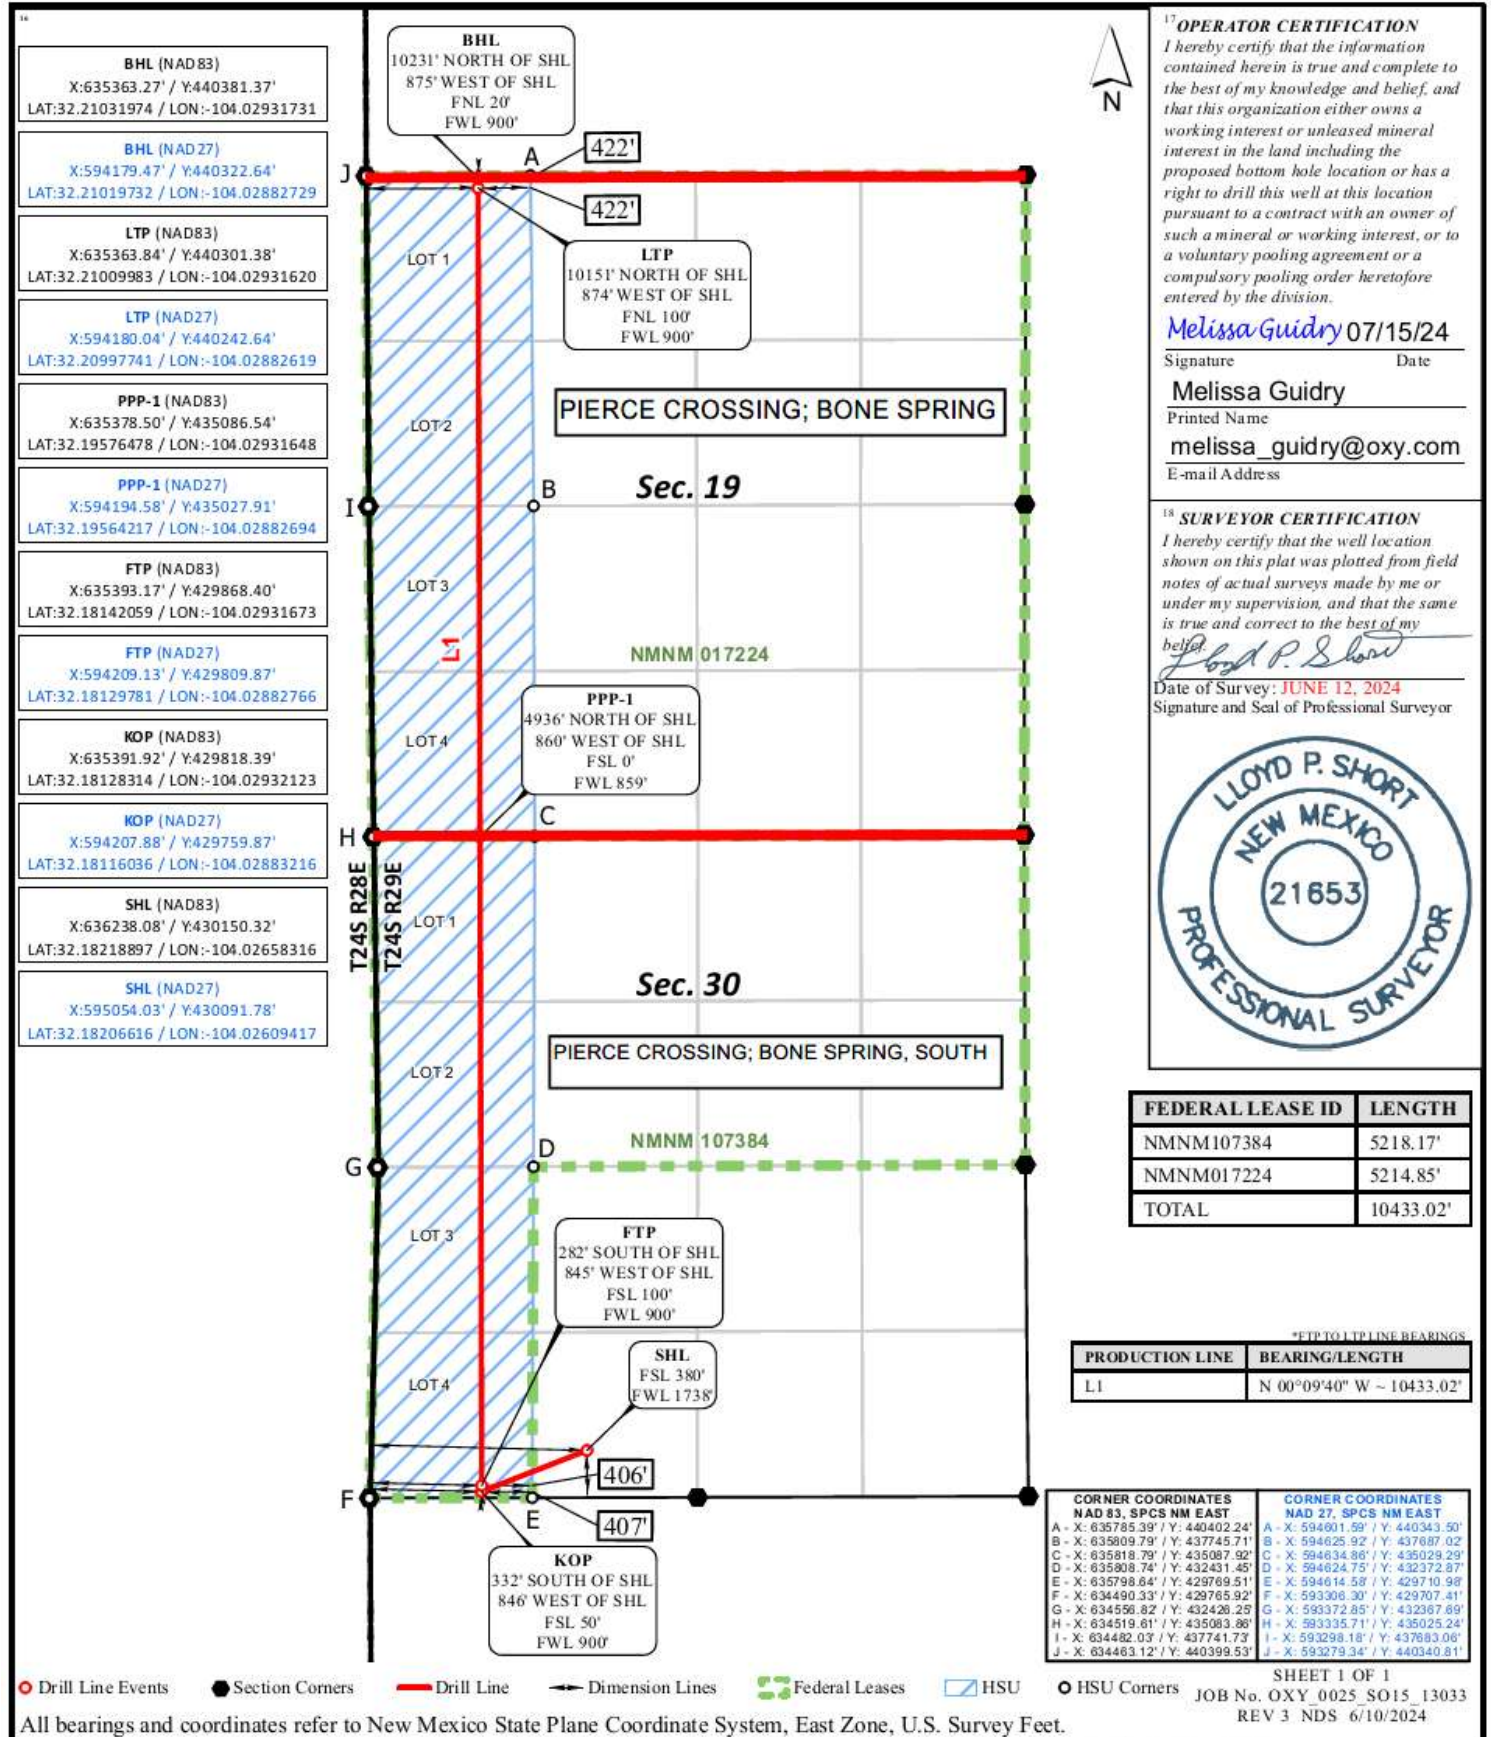 16
BHL (NAD83)
X:635363.27' / Y:440381.37'
LAT:32.21031974 / LON:-104.02931731
BHL (NAD27)
X:594179.47' / Y:440322.64'
LAT:32.21019732 / LON:-104.02882729
LTP (NAD83)
X:635363.84' / Y:440301.38'
LAT:32.21009983 / LON:-104.02931620
LTP (NAD27)
X:594180.04' / Y:440242.64'
LAT:32.20997741 / LON:-104.02882619
PPP-1 (NAD83)
X:635378.50' / Y:435086.54'
LAT:32.19576478 / LON:-104.02931648
PPP-1 (NAD27)
X:594194.58' / Y:435027.91'
LAT:32.19564217 / LON:-104.02882694
FTP (NAD83)
X:635393.17' / Y:429868.40'
LAT:32.18142059 / LON:-104.02931673
FTP (NAD27)
X:594209.13' / Y:429809.87'
LAT:32.18129781 / LON:-104.02882766
KOP (NAD83)
X:635391.92' / Y:429818.39'
LAT:32.18128314 / LON:-104.02932123
KOP (NAD27)
X:594207.88' / Y:429759.87'
LAT:32.18116036 / LON:-104.02883216
SHL (NAD83)
X:636238.08' / Y:430150.32'
LAT:32.18218897 / LON:-104.02658316
SHL (NAD27)
X:595054.03' / Y:430091.78'
LAT:32.18206616 / LON:-104.02609417
BHL
10231' NORTH OF SHL
875' WEST OF SHL
FNL 20'
FWL 900'
N
J
A
422'
422'
LOT 1
LTP
10151' NORTH OF SHL
874' WEST OF SHL
FNL 100'
FWL 900'
PIERCE CROSSING; BONE SPRING
LOT 2
I
B
Sec. 19
LOT 3
L1
NMNM 017224
PPP-1
4936' NORTH OF SHL
860' WEST OF SHL
FSL 0'
FWL 859'
LOT 4
H
C
T24S R28E
T24S R29E
LOT 1
Sec. 30
PIERCE CROSSING; BONE SPRING, SOUTH
LOT 2
NMNM 107384
G
D
LOT 3
FTP
282' SOUTH OF SHL
845' WEST OF SHL
FSL 100'
FWL 900'
SHL
FSL 380'
FWL 1738'
LOT 4
406'
F
E
407'
KOP
332' SOUTH OF SHL
846' WEST OF SHL
FSL 50'
FWL 900'
17 OPERATOR CERTIFICATION
I hereby certify that the information
contained herein is true and complete to
the best of my knowledge and belief, and
that this organization either owns a
working interest or unleased mineral
interest in the land including the
proposed bottom hole location or has a
right to drill this well at this location
pursuant to a contract with an owner of
such a mineral or working interest, or to
a voluntary pooling agreement or a
compulsory pooling order heretofore
entered by the division.
Melissa Guidry 07/15/24
Signature Date
Melissa Guidry
Printed Name
melissa_guidry@oxy.com
E-mail Address
18 SURVEYOR CERTIFICATION
I hereby certify that the well location
shown on this plat was plotted from field
notes of actual surveys made by me or
under my supervision, and that the same
is true and correct to the best of my
belief.
Lloyd P. Short
Date of Survey: JUNE 12, 2024
Signature and Seal of Professional Surveyor
LLOYD P. SHORT
NEW MEXICO
21653
PROFESSIONAL SURVEYOR
FEDERAL LEASE ID LENGTH
NMNM107384 5218.17'
NMNM017224 5214.85'
TOTAL 10433.02'
*FTP TO LTP LINE BEARINGS
PRODUCTION LINE BEARING/LENGTH
L1 N 00°09'40" W ~ 10433.02'
CORNER COORDINATES
NAD 83, SPCS NM EAST
A - X: 635785.39' / Y: 440402.24'
B - X: 635809.79' / Y: 437745.71'
C - X: 635818.79' / Y: 435087.92'
D - X: 635808.74' / Y: 432431.45'
E - X: 635798.64' / Y: 429769.51'
F - X: 634490.33' / Y: 429765.92'
G - X: 634556.82' / Y: 432426.25'
H - X: 634519.61' / Y: 435083.86'
I - X: 634482.03' / Y: 437741.73'
J - X: 634463.12' / Y: 440399.53'
CORNER COORDINATES
NAD 27, SPCS NM EAST
A - X: 594601.59' / Y: 440343.50'
B - X: 594625.92' / Y: 437687.02'
C - X: 594634.86' / Y: 435029.29'
D - X: 594624.75' / Y: 432372.87'
E - X: 594614.58' / Y: 429710.98'
F - X: 593306.30' / Y: 429707.41'
G - X: 593372.85' / Y: 432367.69'
H - X: 593335.71' / Y: 435025.24'
I - X: 593298.18' / Y: 437683.06'
J - X: 593279.34' / Y: 440340.81'
Drill Line Events
Section Corners
Drill Line
Dimension Lines
Federal Leases
HSU
HSU Corners
SHEET 1 OF 1
JOB No. OXY_0025_SO15_13033
REV 3 NDS 6/10/2024
All bearings and coordinates refer to New Mexico State Plane Coordinate System, East Zone, U.S. Survey Feet.